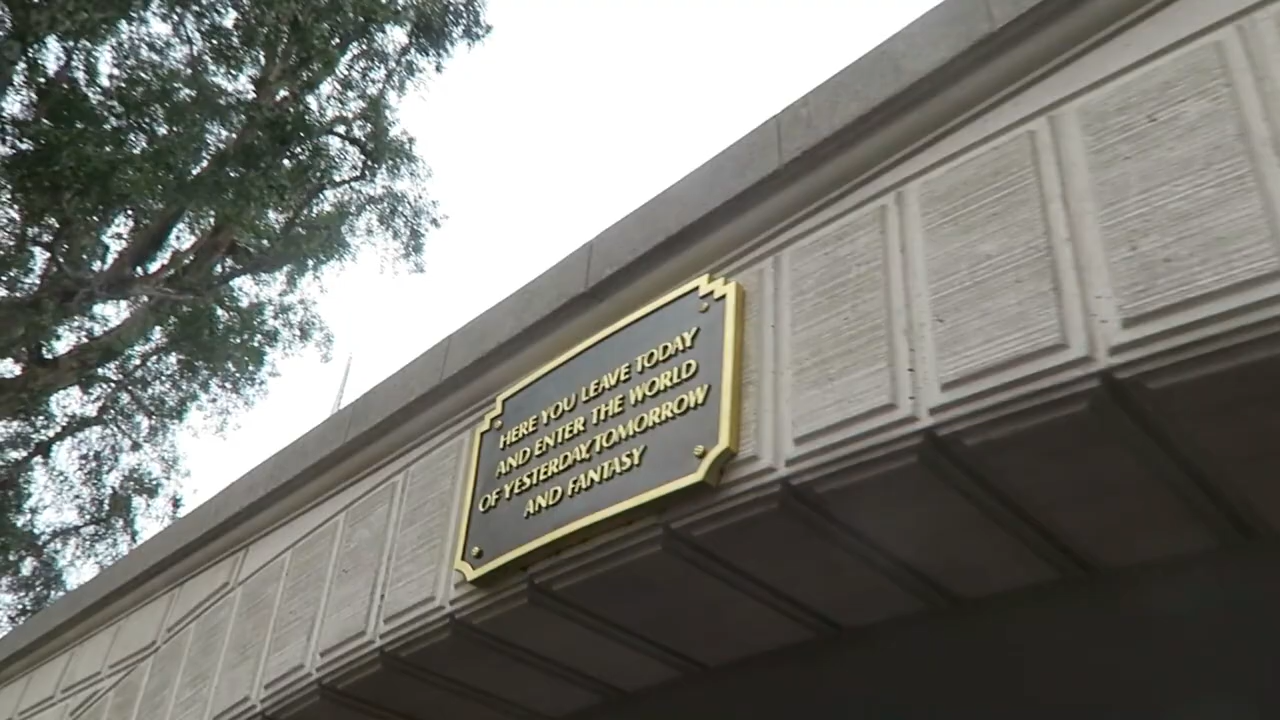 HERE YOU LEAVE TODAY
AND ENTER THE WORLD
OF YESTERDAY, TOMORROW
AND FANTASY